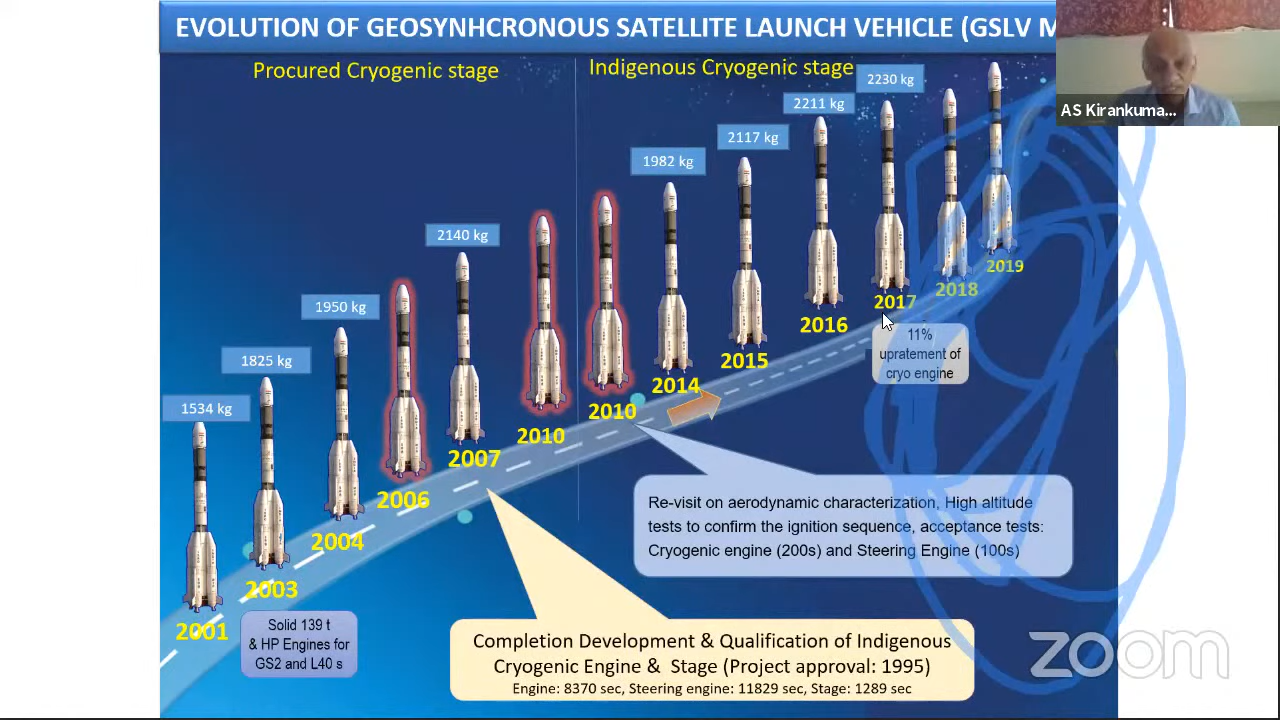 EVOLUTION OF GEOSYNHCRONOUS SATELLITE LAUNCH VEHICLE (GSLV M
AS Kirankuma...
Procured Cryogenic stage
Indigenous Cryogenic stage
2230 kg
2211 kg
2117 kg
1982 kg
2140 kg
1950 kg
1825 kg
1534 kg
2019
2018
2017
2016
2015
2014
2010
2010
2007
2006
2004
2003
2001
11%
upratement of
cryo engine
Re-visit on aerodynamic characterization, High altitude
tests to confirm the ignition sequence, acceptance tests:
Cryogenic engine (200s) and Steering Engine (100s)
Solid 139 t
& HP Engines for
GS2 and L40 s
Completion Development & Qualification of Indigenous
Cryogenic Engine & Stage (Project approval: 1995)
Engine: 8370 sec, Steering engine: 11829 sec, Stage: 1289 sec
zoom